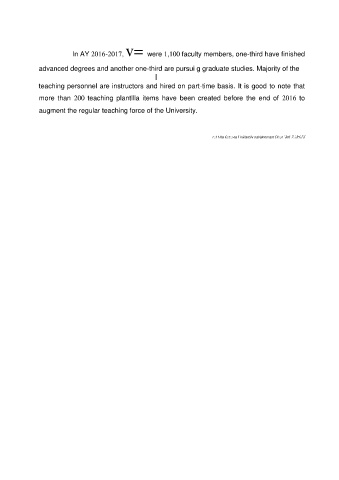 In AY 2016-2017, V= were 1,100 faculty members, one-third have finished
advanced degrees and another one-third are pursui g graduate studies. Majority of the
teaching personnel are instructors and hired on part-time basis. It is good to note that
more than 200 teaching plantilla items have been created before the end of 2016 to
augment the regular teaching force of the University.